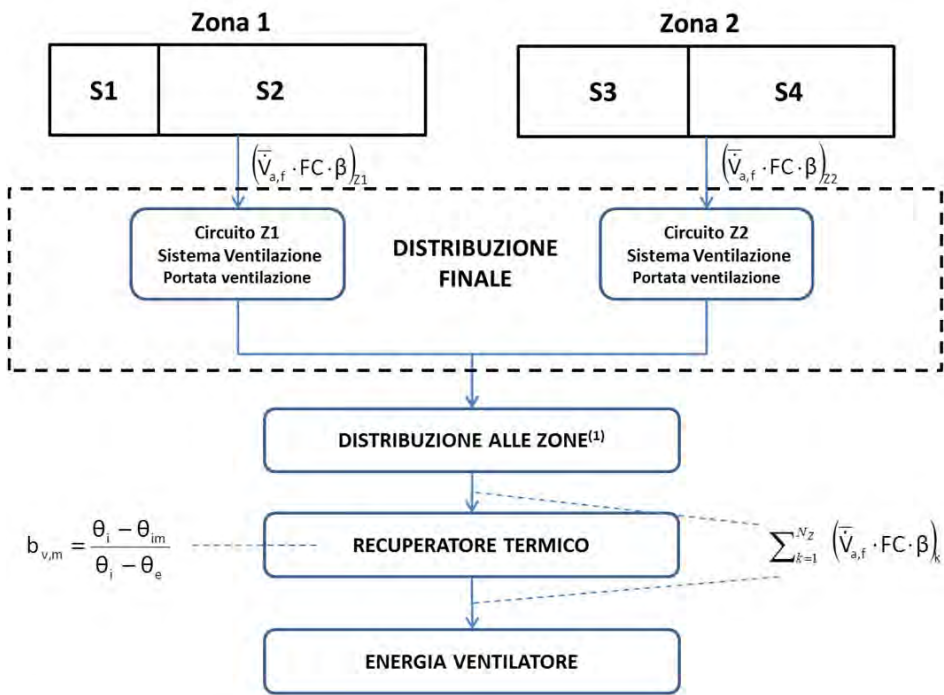 Zona 1
Zona 2
S1
S2
S3
S4
(V̇̅a,f · FC · β)Z1
(V̇̅a,f · FC · β)Z2
Circuito Z1
Sistema Ventilazione
Portata ventilazione
DISTRIBUZIONE
FINALE
Circuito Z2
Sistema Ventilazione
Portata ventilazione
DISTRIBUZIONE ALLE ZONE(1)
bv,m = (θi − θim) / (θi − θe)
RECUPERATORE TERMICO
∑k=1NZ (V̇̅a,f · FC · β)k
ENERGIA VENTILATORE